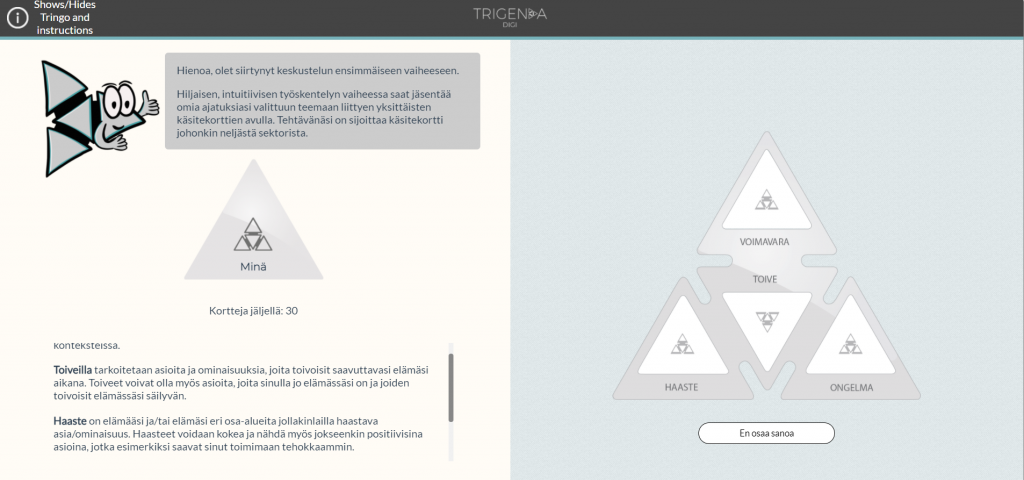 Shows/Hides
Tringo and
instructions
TRIGENDA
DIGI
Hienoa, olet siirtynyt keskustelun ensimmäiseen vaiheeseen.
Hiljaisen, intuitiivisen työskentelyn vaiheessa saat jäsentää
omia ajatuksiasi valittuun teemaan liittyen yksittäisten
käsitekorttien avulla. Tehtävänäsi on sijoittaa käsitekortti
johonkin neljästä sektorista.
Minä
Kortteja jäljellä: 30
konteksteissa.
Toiveilla tarkoitetaan asioita ja ominaisuuksia, joita toivoisit saavuttavasi elämäsi
aikana. Toiveet voivat olla myös asioita, joita sinulla jo elämässäsi on ja joiden
toivoisit elämässäsi säilyvän.
Haaste on elämääsi ja/tai elämäsi eri osa-alueita jollakinlailla haastava
asia/ominaisuus. Haasteet voidaan kokea ja nähdä myös jokseenkin positiivisina
asioina, jotka esimerkiksi saavat sinut toimimaan tehokkaammin.
VOIMAVARA
TOIVE
HAASTE
ONGELMA
En osaa sanoa